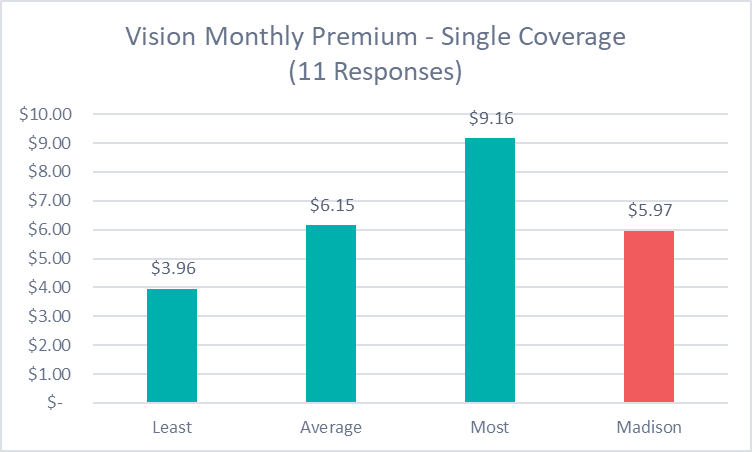 Vision Monthly Premium - Single Coverage
(11 Responses)
$10.00
$9.00
$8.00
$7.00
$6.00
$5.00
$4.00
$3.00
$2.00
$1.00
$-
$3.96
$6.15
$9.16
$5.97
Least
Average
Most
Madison